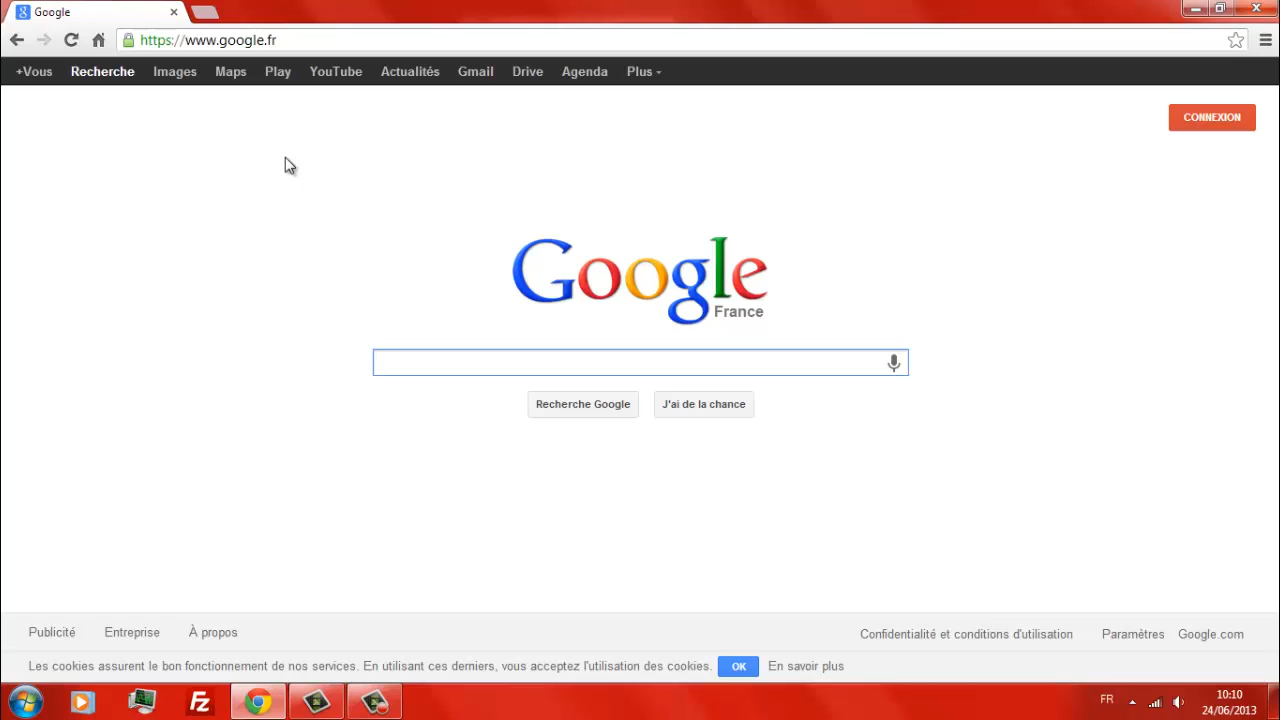 Google
https://www.google.fr
+Vous Recherche Images Maps Play YouTube Actualités Gmail Drive Agenda Plus
CONNEXION
Google
France
Recherche Google J'ai de la chance
Publicité Entreprise À propos Confidentialité et conditions d'utilisation Paramètres Google.com
Les cookies assurent le bon fonctionnement de nos services. En utilisant ces derniers, vous acceptez l'utilisation des cookies. OK En savoir plus
FR 10:10
24/06/2013